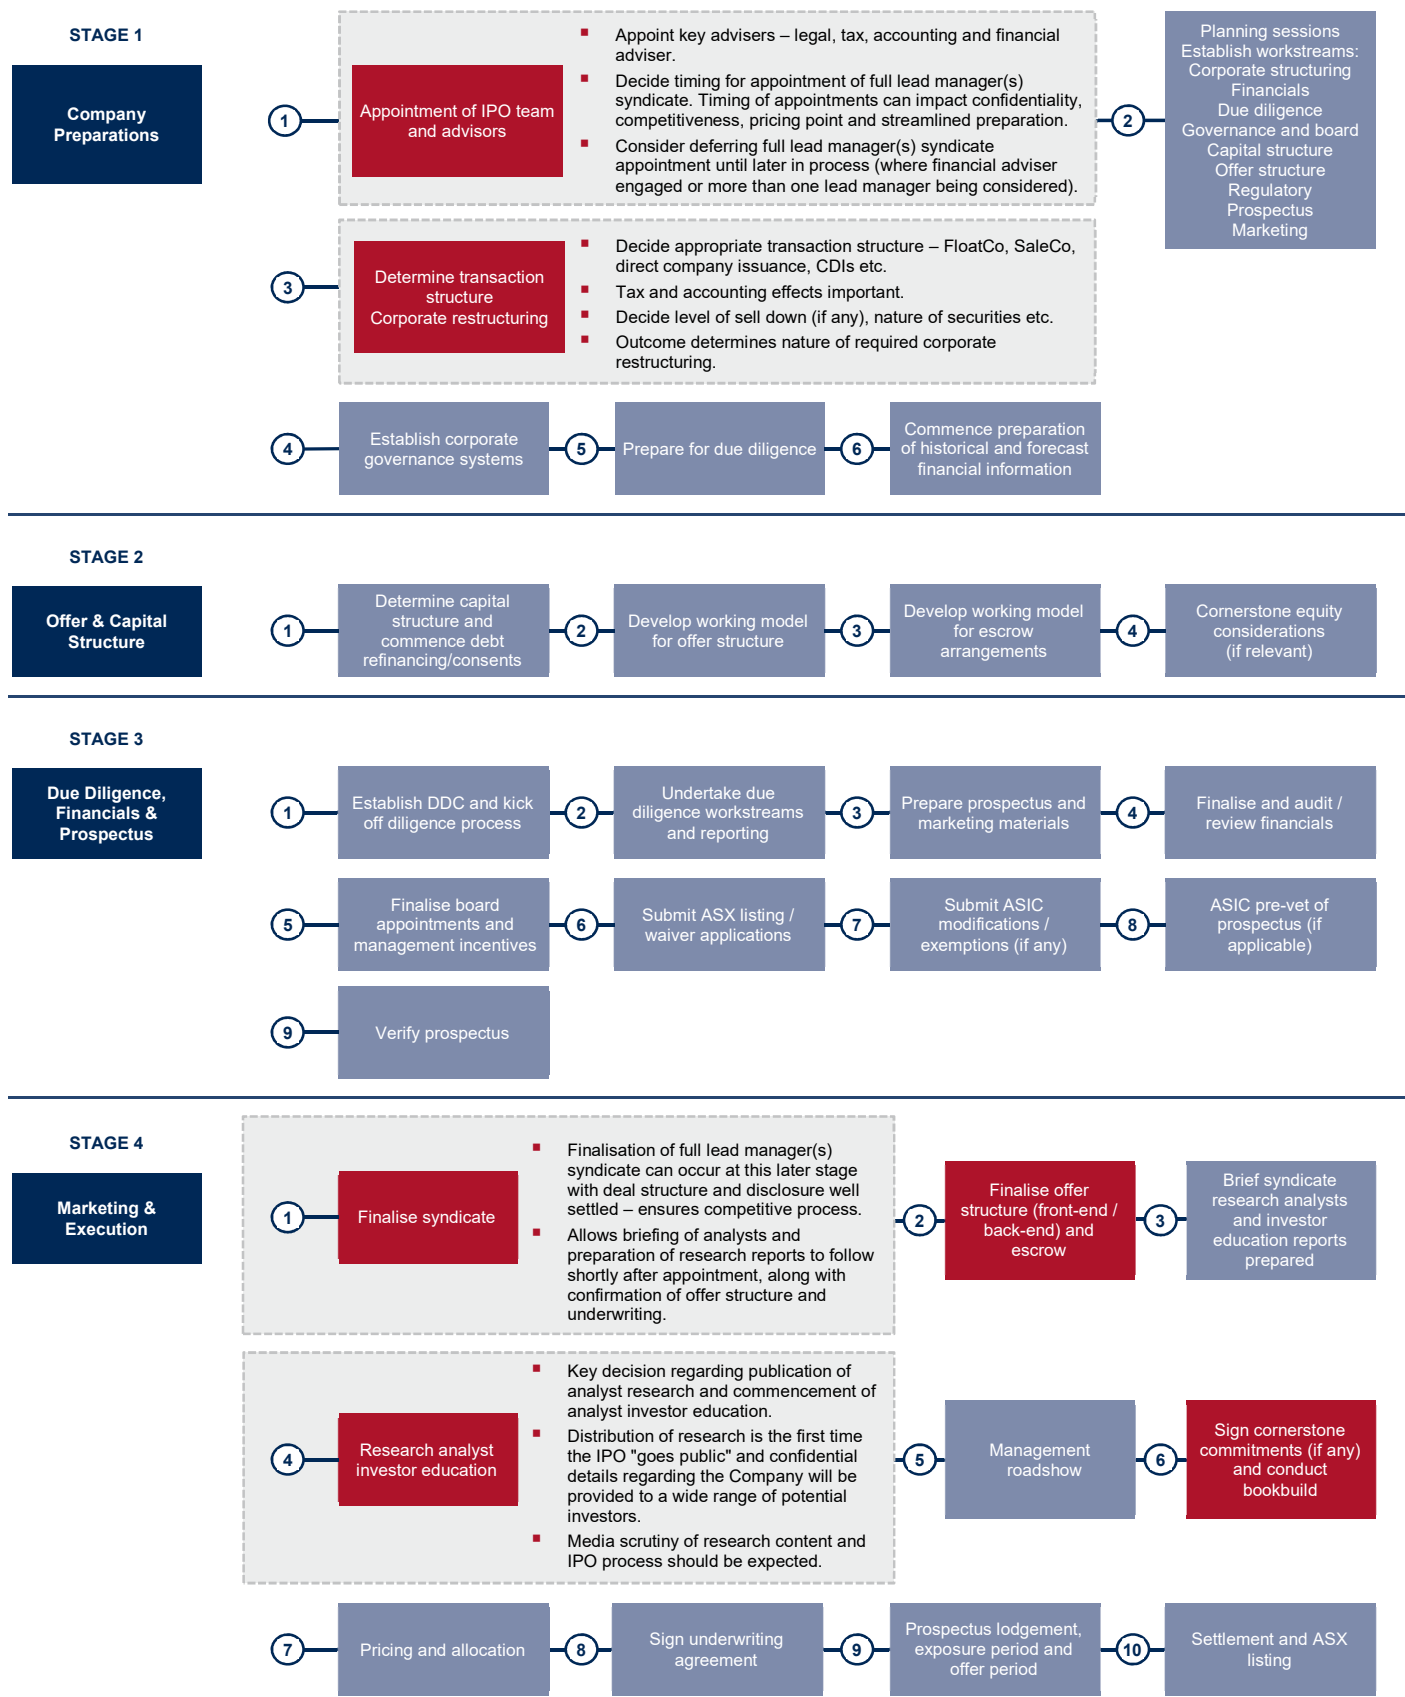 STAGE 1
Company
Preparations
1
Appointment of IPO team
and advisors
■ Appoint key advisers – legal, tax, accounting and financial
adviser.
■ Decide timing for appointment of full lead manager(s)
syndicate. Timing of appointments can impact confidentiality,
competitiveness, pricing point and streamlined preparation.
■ Consider deferring full lead manager(s) syndicate
appointment until later in process (where financial adviser
engaged or more than one lead manager being considered).
2
Planning sessions
Establish workstreams:
Corporate structuring
Financials
Due diligence
Governance and board
Capital structure
Offer structure
Regulatory
Prospectus
Marketing
3
Determine transaction
structure
Corporate restructuring
■ Decide appropriate transaction structure – FloatCo, SaleCo,
direct company issuance, CDIs etc.
■ Tax and accounting effects important.
■ Decide level of sell down (if any), nature of securities etc.
■ Outcome determines nature of required corporate
restructuring.
4
Establish corporate
governance systems
5
Prepare for due diligence
6
Commence preparation
of historical and forecast
financial information
STAGE 2
Offer & Capital
Structure
1
Determine capital
structure and
commence debt
refinancing/consents
2
Develop working model
for offer structure
3
Develop working model
for escrow
arrangements
4
Cornerstone equity
considerations
(if relevant)
STAGE 3
Due Diligence,
Financials &
Prospectus
1
Establish DDC and kick
off diligence process
2
Undertake due
diligence workstreams
and reporting
3
Prepare prospectus and
marketing materials
4
Finalise and audit /
review financials
5
Finalise board
appointments and
management incentives
6
Submit ASX listing /
waiver applications
7
Submit ASIC
modifications /
exemptions (if any)
8
ASIC pre-vet of
prospectus (if
applicable)
9
Verify prospectus
STAGE 4
Marketing &
Execution
1
Finalise syndicate
■ Finalisation of full lead manager(s)
syndicate can occur at this later stage
with deal structure and disclosure well
settled – ensures competitive process.
■ Allows briefing of analysts and
preparation of research reports to follow
shortly after appointment, along with
confirmation of offer structure and
underwriting.
2
Finalise offer
structure (front-end /
back-end) and
escrow
3
Brief syndicate
research analysts
and investor
education reports
prepared
4
Research analyst
investor education
■ Key decision regarding publication of
analyst research and commencement of
analyst investor education.
■ Distribution of research is the first time
the IPO "goes public" and confidential
details regarding the Company will be
provided to a wide range of potential
investors.
■ Media scrutiny of research content and
IPO process should be expected.
5
Management
roadshow
6
Sign cornerstone
commitments (if any)
and conduct
bookbuild
7
Pricing and allocation
8
Sign underwriting
agreement
9
Prospectus lodgement,
exposure period and
offer period
10
Settlement and ASX
listing